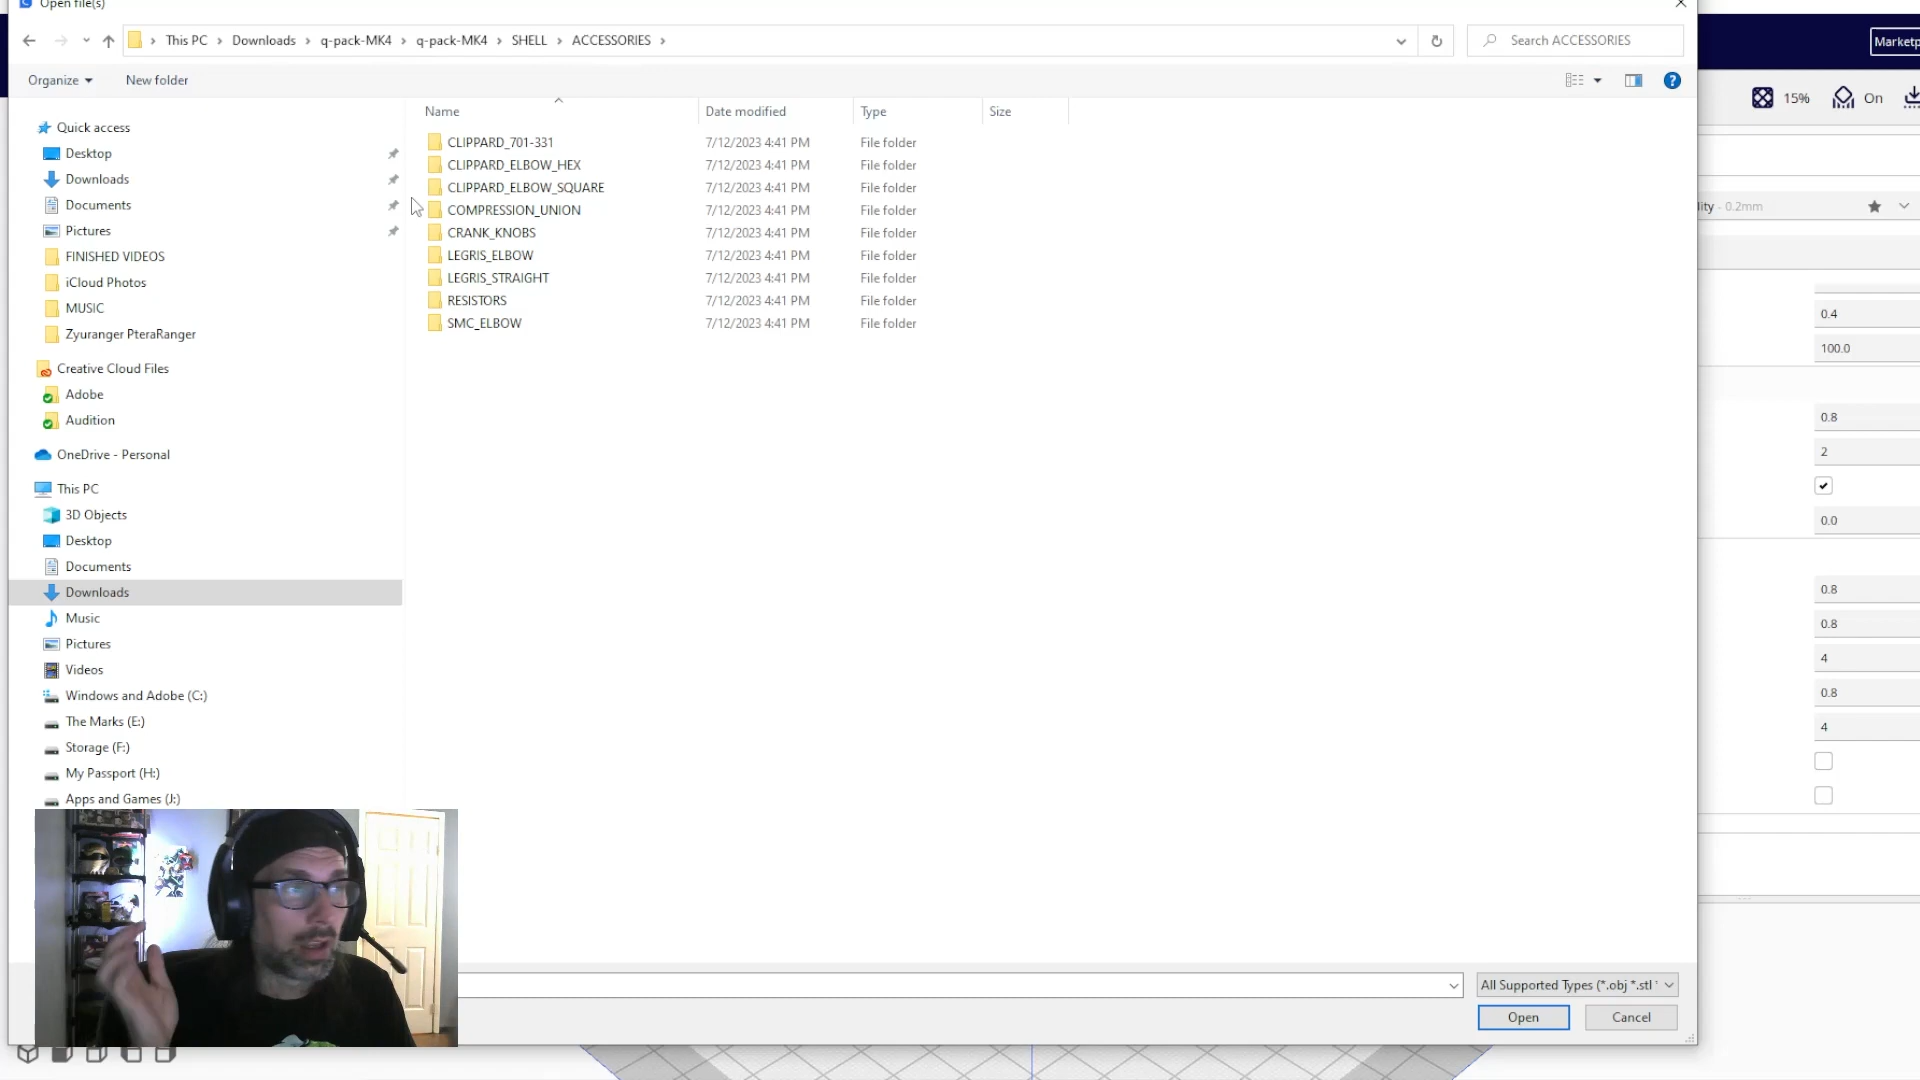 Open file(s)
This PC > Downloads > q-pack-MK4 > q-pack-MK4 > SHELL > ACCESSORIES >
Search ACCESSORIES
Marketp
Organize
New folder
15%
On
Name
Date modified
Type
Size
Quick access
Desktop
Downloads
Documents
Pictures
FINISHED VIDEOS
iCloud Photos
MUSIC
Zyuranger PteraRanger
Creative Cloud Files
Adobe
Audition
OneDrive - Personal
This PC
3D Objects
Desktop
Documents
Downloads
Music
Pictures
Videos
Windows and Adobe (C:)
The Marks (E:)
Storage (F:)
My Passport (H:)
Apps and Games (J:)
CLIPPARD_701-331 7/12/2023 4:41 PM File folder
CLIPPARD_ELBOW_HEX 7/12/2023 4:41 PM File folder
CLIPPARD_ELBOW_SQUARE 7/12/2023 4:41 PM File folder
COMPRESSION_UNION 7/12/2023 4:41 PM File folder
CRANK_KNOBS 7/12/2023 4:41 PM File folder
LEGRIS_ELBOW 7/12/2023 4:41 PM File folder
LEGRIS_STRAIGHT 7/12/2023 4:41 PM File folder
RESISTORS 7/12/2023 4:41 PM File folder
SMC_ELBOW 7/12/2023 4:41 PM File folder
lity - 0.2mm
0.4
100.0
0.8
2
0.0
0.8
0.8
4
0.8
4
All Supported Types (*.obj *.stl *
Open
Cancel